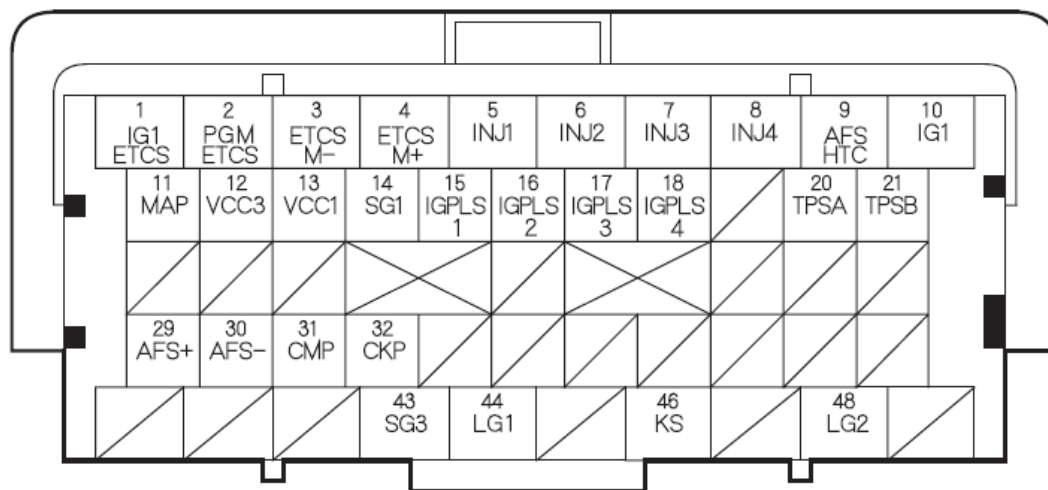 1 2 3 4 5 6 7 8 9 10
IG1 PGM ETCS ETCS INJ1 INJ2 INJ3 INJ4 AFS IG1
ETCS ETCS M− M+ HTC
11 12 13 14 15 16 17 18 20 21
MAP VCC3 VCC1 SG1 IGPLS IGPLS IGPLS IGPLS TPSA TPSB
1 2 3 4
29 30 31 32
AFS+ AFS− CMP CKP
43 44 46 48
SG3 LG1 KS LG2